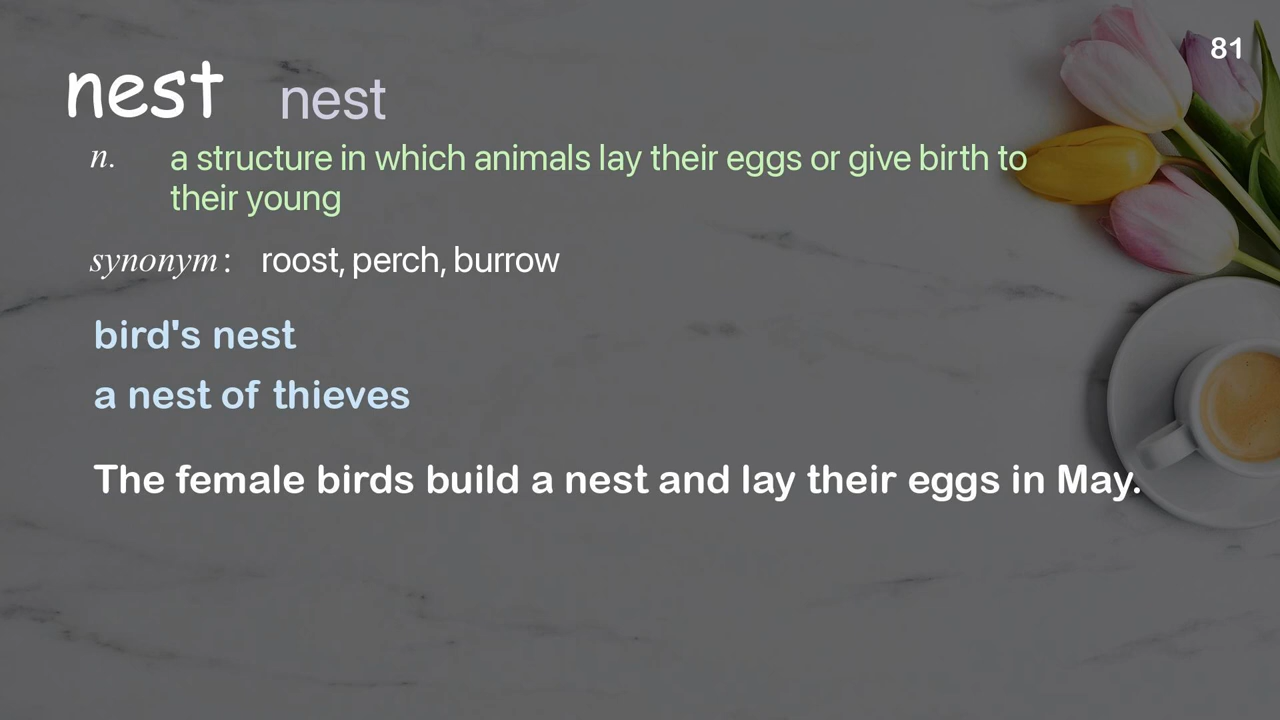 81
nest nest
n. a structure in which animals lay their eggs or give birth to
their young
synonym : roost, perch, burrow
bird's nest
a nest of thieves
The female birds build a nest and lay their eggs in May.